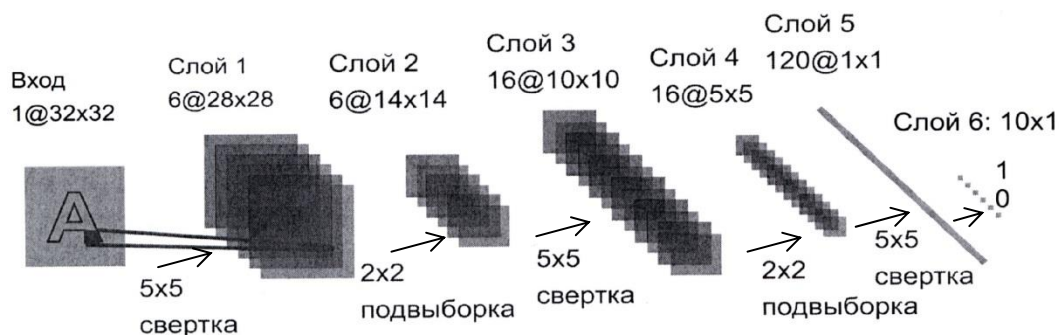 Вход
1@32x32
Слой 1
6@28x28
Слой 2
6@14x14
Слой 3
16@10x10
Слой 4
16@5x5
Слой 5
120@1x1
Слой 6: 10x1
A
1
0
5x5
свертка
2x2
подвыборка
5x5
свертка
2x2
подвыборка
5x5
свертка